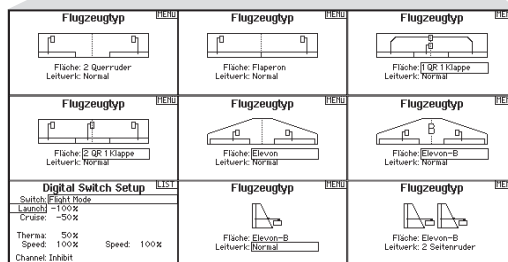 Flugzeugtyp MENU
Fläche: 2 Querruder
Leitwerk: Normal
Flugzeugtyp MENU
Fläche: Flaperon
Leitwerk: Normal
Flugzeugtyp ME
Fläche: 1 QR 1 Klappe
Leitwerk: Normal
Flugzeugtyp MENU
Fläche: 2 QR 1 Klappe
Leitwerk: Normal
Flugzeugtyp MENU
Fläche: Elevon
Leitwerk: Normal
Flugzeugtyp ME
B
Fläche: Elevon-B
Leitwerk: Normal
Digital Switch Setup LIST
Switch: Flight Mode
Launch: -100%
Cruise: -50%
Therma: 50%
Speed: 100% Speed: 100%
Channel: Inhibit
Flugzeugtyp MENU
Fläche: Elevon-B
Leitwerk: Normal
Flugzeugtyp ME
Fläche: Elevon-B
Leitwerk: 2 Seitenruder